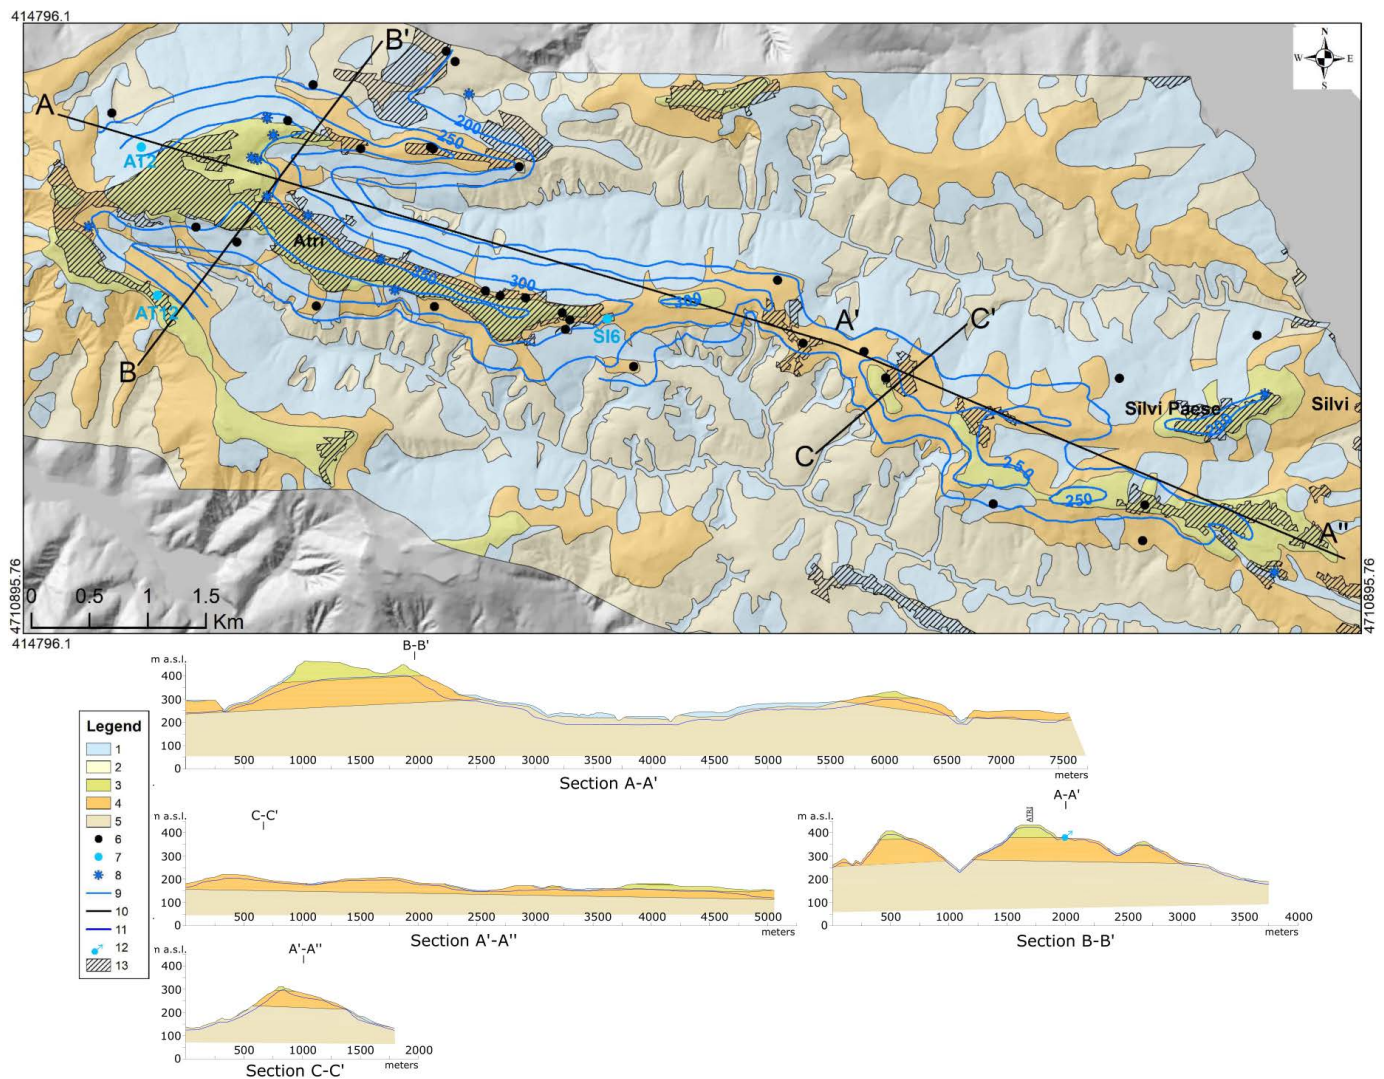 414796.1
N
W E
S
B'
A
200
250
AT2
Atri
250
300
300
AT12
SI6
A'
C'
B
C
Silvi Paese
Silvi
250
250
250
A''
4710895.76
4710895.76
0 0.5 1 1.5
Km
414796.1
B-B'
m a.s.l.
400
300
200
100
0
500 1000 1500 2000 2500 3000 3500 4000 4500 5000 5500 6000 6500 7000 7500
meters
Section A-A'
Legend
1
2
3
4
5
6
7
8
9
10
11
12
13
C-C'
m a.s.l.
400
300
200
100
0
500 1000 1500 2000 2500 3000 3500 4000 4500 5000
meters
Section A'-A''
A-A'
ATRI
m a.s.l.
400
300
200
100
0
500 1000 1500 2000 2500 3000 3500 4000
meters
Section B-B'
A'-A''
m a.s.l.
400
300
200
100
0
500 1000 1500 2000
meters
Section C-C'